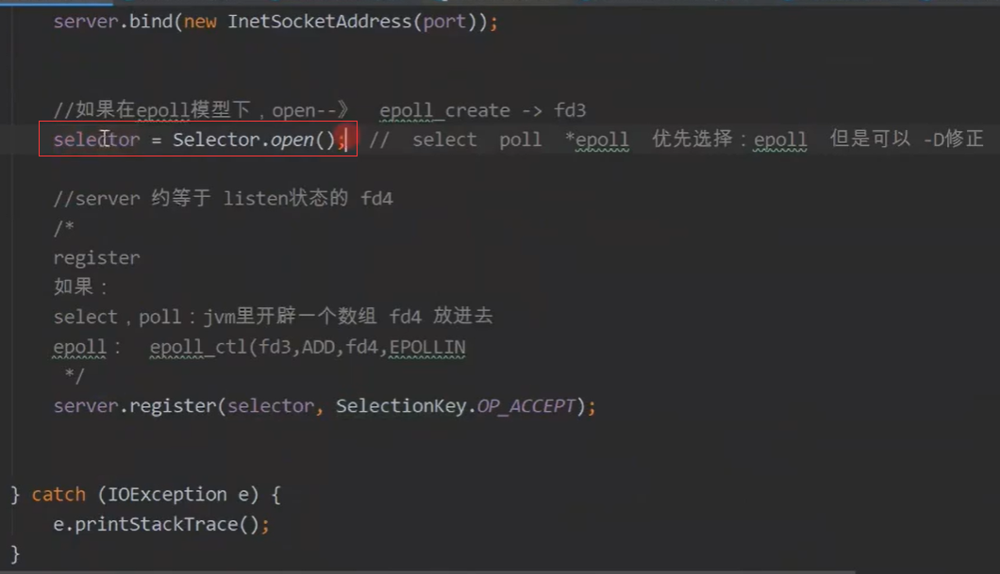 server.bind(new InetSocketAddress(port));
//如果在epoll模型下，open--》 epoll_create -> fd3
selector = Selector.open(); // select poll *epoll 优先选择：epoll 但是可以 -D修正
//server 约等于 listen状态的 fd4
/*
register
如果：
select，poll：jvm里开辟一个数组 fd4 放进去
epoll： epoll_ctl(fd3,ADD,fd4,EPOLLIN
*/
server.register(selector, SelectionKey.OP_ACCEPT);
} catch (IOException e) {
e.printStackTrace();
}